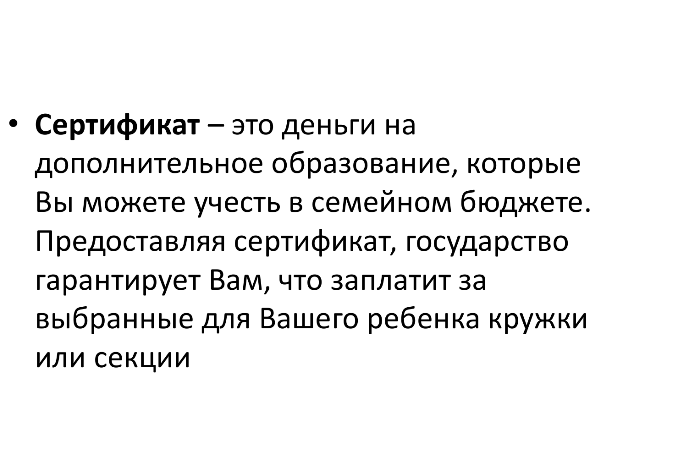 • Сертификат – это деньги на
дополнительное образование, которые
Вы можете учесть в семейном бюджете.
Предоставляя сертификат, государство
гарантирует Вам, что заплатит за
выбранные для Вашего ребенка кружки
или секции